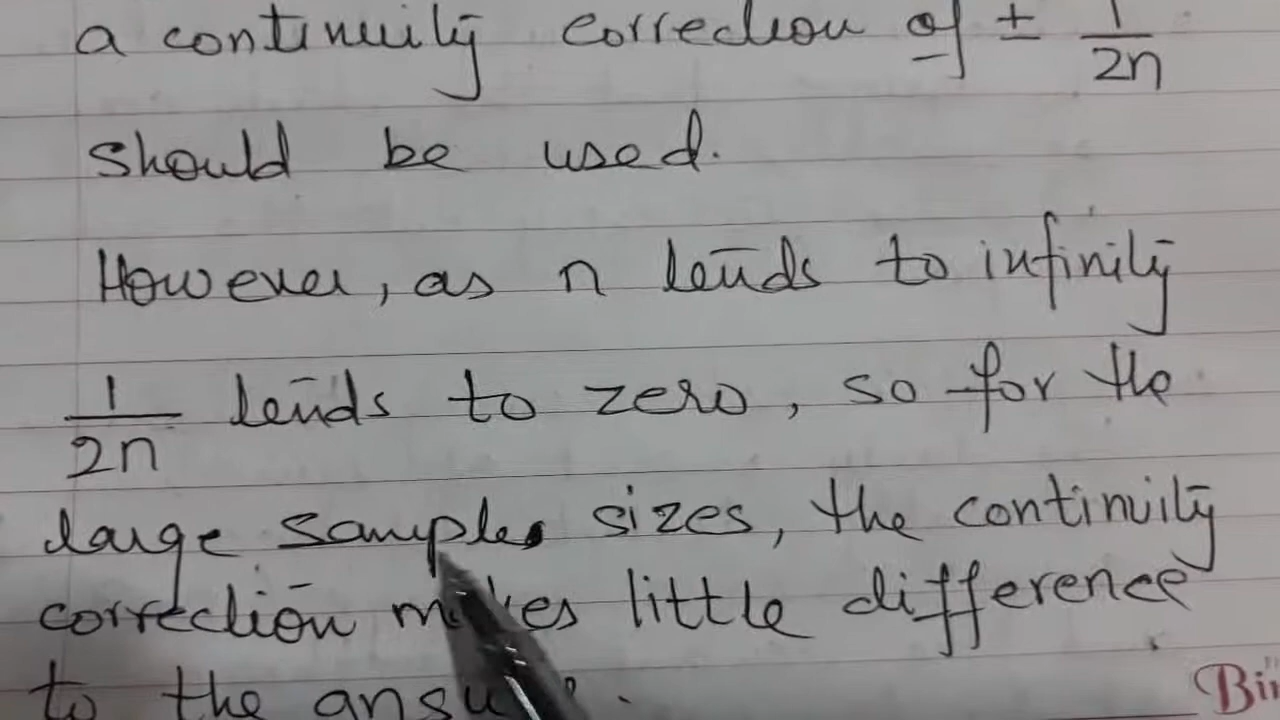 a continuity correction of ± 1/2n
should be used.
However, as n tends to infinity
1/2n tends to zero, so for the
large samples sizes, the continuity
correction makes little difference
to the